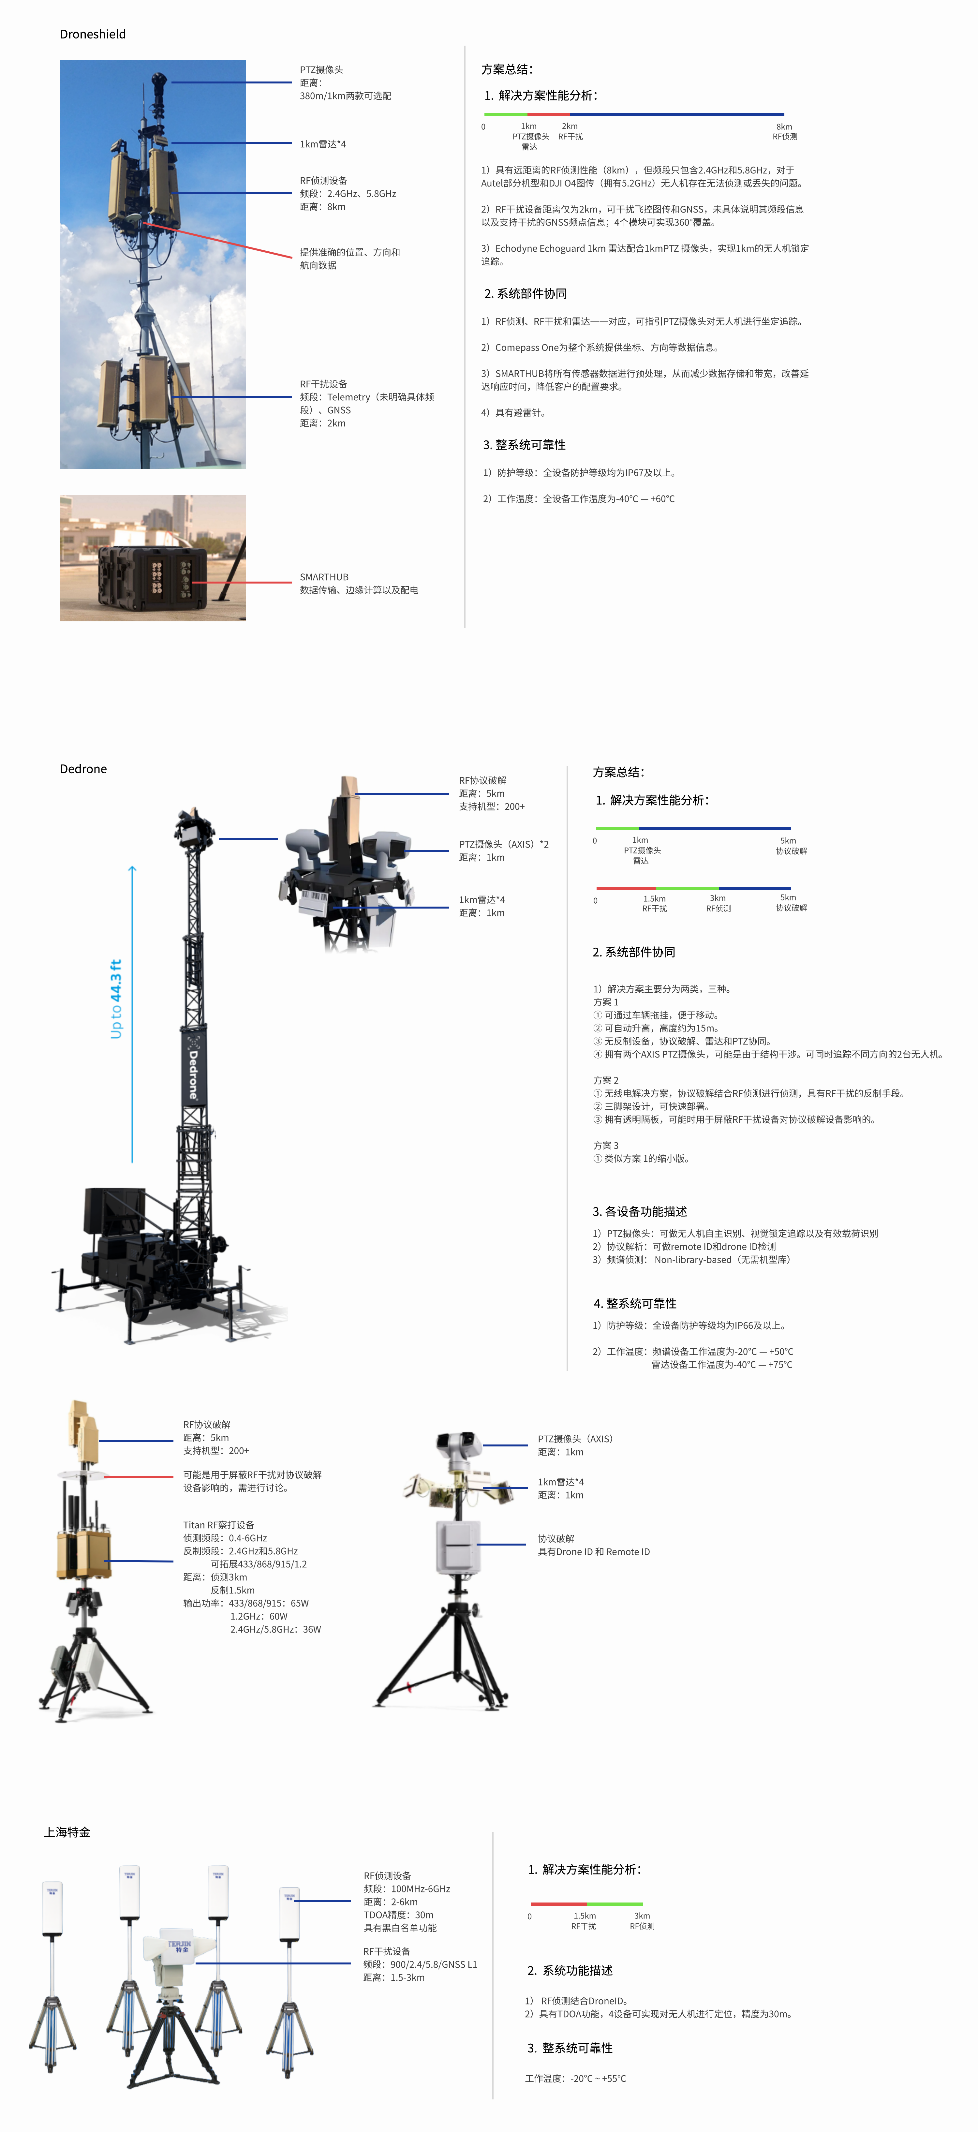 Droneshield
PTZ摄像头
距离：
380m/1km两款可选配
1km雷达*4
RF侦测设备
频段：2.4GHz、5.8GHz
距离：8km
提供准确的位置、方向和
航向数据
RF干扰设备
频段：Telemetry（未明确具体频
段）、GNSS
距离：2km
SMARTHUB
数据传输、边缘计算以及配电
方案总结：
1. 解决方案性能分析：
0
1km
PTZ摄像头
雷达
2km
RF干扰
8km
RF侦测
1）具有远距离的RF侦测性能（8km），但频段只包含2.4GHz和5.8GHz，对于
Autel部分机型和DJI O4图传（拥有5.2GHz）无人机存在无法侦测或丢失的问题。
2）RF干扰设备距离仅为2km，可干扰飞控图传和GNSS，未具体说明其频段信息
以及支持干扰的GNSS频点信息；4个模块可实现360°覆盖。
3）Echodyne Echoguard 1km 雷达配合1kmPTZ 摄像头，实现1km的无人机锁定
追踪。
2. 系统部件协同
1）RF侦测、RF干扰和雷达一一对应，可指引PTZ摄像头对无人机进行坐定追踪。
2）Comepass One为整个系统提供坐标、方向等数据信息。
3）SMARTHUB将所有传感器数据进行预处理，从而减少数据存储和带宽，改善延
迟响应时间，降低客户的配置要求。
4）具有避雷针。
3. 整系统可靠性
1）防护等级：全设备防护等级均为IP67及以上。
2）工作温度：全设备工作温度为-40℃ — +60℃
Dedrone
Up to 44.3 ft
Dedrone
RF协议破解
距离：5km
支持机型：200+
PTZ摄像头（AXIS）*2
距离：1km
1km雷达*4
距离：1km
方案总结：
1. 解决方案性能分析：
0
1km
PTZ摄像头
雷达
5km
协议破解
0
1.5km
RF干扰
3km
RF侦测
5km
协议破解
2. 系统部件协同
1）解决方案主要分为两类，三种。
方案 1
① 可通过车辆拖挂，便于移动。
② 可自动升高，高度约为15m。
③ 无反制设备，协议破解、雷达和PTZ协同。
④ 拥有两个AXIS PTZ摄像头，可能是由于结构干涉。可同时追踪不同方向的2台无人机。
方案 2
① 无线电解决方案，协议破解结合RF侦测进行侦测，具有RF干扰的反制手段。
② 三脚架设计，可快速部署。
③ 拥有透明隔板，可能时用于屏蔽RF干扰设备对协议破解设备影响的。
方案 3
① 类似方案 1的缩小版。
3. 各设备功能描述
1）PTZ摄像头：可做无人机自主识别、视觉锁定追踪以及有效载荷识别
2）协议解析：可做remote ID和drone ID检测
3）频谱侦测： Non-library-based（无需机型库）
4. 整系统可靠性
1）防护等级：全设备防护等级均为IP66及以上。
2）工作温度：频谱设备工作温度为-20℃ — +50℃
雷达设备工作温度为-40℃ — +75℃
RF协议破解
距离：5km
支持机型：200+
可能是用于屏蔽RF干扰对协议破解
设备影响的，需进行讨论。
Titan RF察打设备
侦测频段：0.4-6GHz
反制频段：2.4GHz和5.8GHz
可拓展433/868/915/1.2
距离：侦测3km
反制1.5km
输出功率：433/868/915：65W
1.2GHz：60W
2.4GHz/5.8GHz：36W
PTZ摄像头（AXIS）
距离：1km
1km雷达*4
距离：1km
协议破解
具有Drone ID 和 Remote ID
上海特金
TERJIN
特金
RF侦测设备
频段：100MHz-6GHz
距离：2-6km
TDOA精度：30m
具有黑白名单功能
RF干扰设备
频段：900/2.4/5.8/GNSS L1
距离：1.5-3km
1. 解决方案性能分析：
0
1.5km
RF干扰
3km
RF侦测
2. 系统功能描述
1） RF侦测结合DroneID。
2）具有TDOA功能，4设备可实现对无人机进行定位，精度为30m。
3. 整系统可靠性
工作温度：-20℃ ~ +55℃